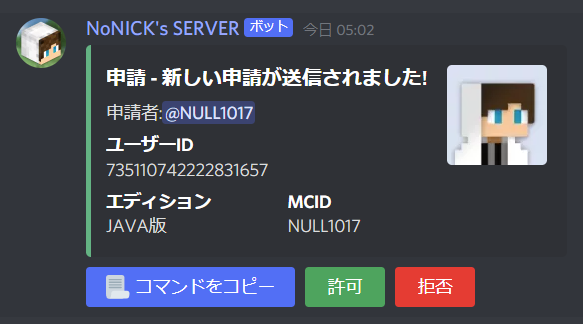 NoNICK's SERVER ボット 今日 05:02
申請 - 新しい申請が送信されました!
申請者:@NULL1017
ユーザーID
735110742222831657
エディション MCID
JAVA版 NULL1017
コマンドをコピー 許可 拒否